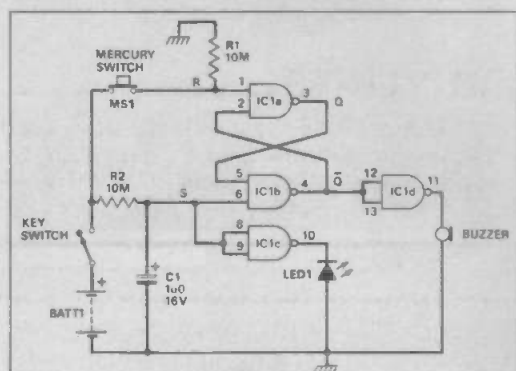 R1
10M
MERCURY
SWITCH
R
MS1
1
2
IC1a
3
Q
R2
10M
S
5
6
IC1b
4
Q̅
12
13
IC1d
11
KEY
SWITCH
8
9
IC1c
10
BUZZER
+
C1
1u0
16V
LED1
+
BATT1